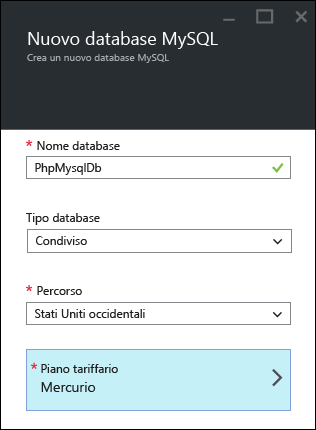 Nuovo database MySQL
Crea un nuovo database MySQL
* Nome database
PhpMysqlDb
Tipo database
Condiviso
* Percorso
Stati Uniti occidentali
* Piano tariffario
Mercurio